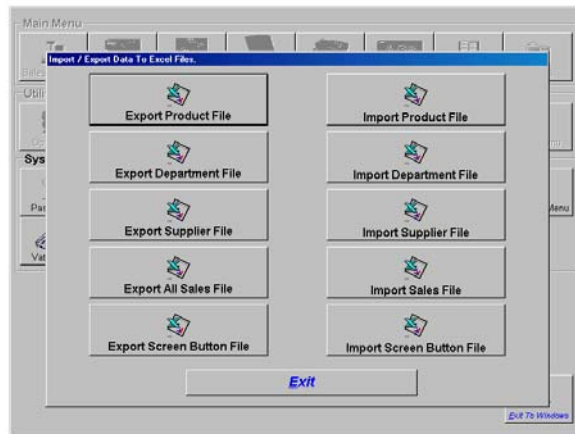 Main Menu
Import / Export Data To Excel Files.
Export Product File
Import Product File
Export Department File
Import Department File
Export Supplier File
Import Supplier File
Export All Sales File
Import Sales File
Export Screen Button File
Import Screen Button File
Exit
Sys
Menu
Exit To Windows